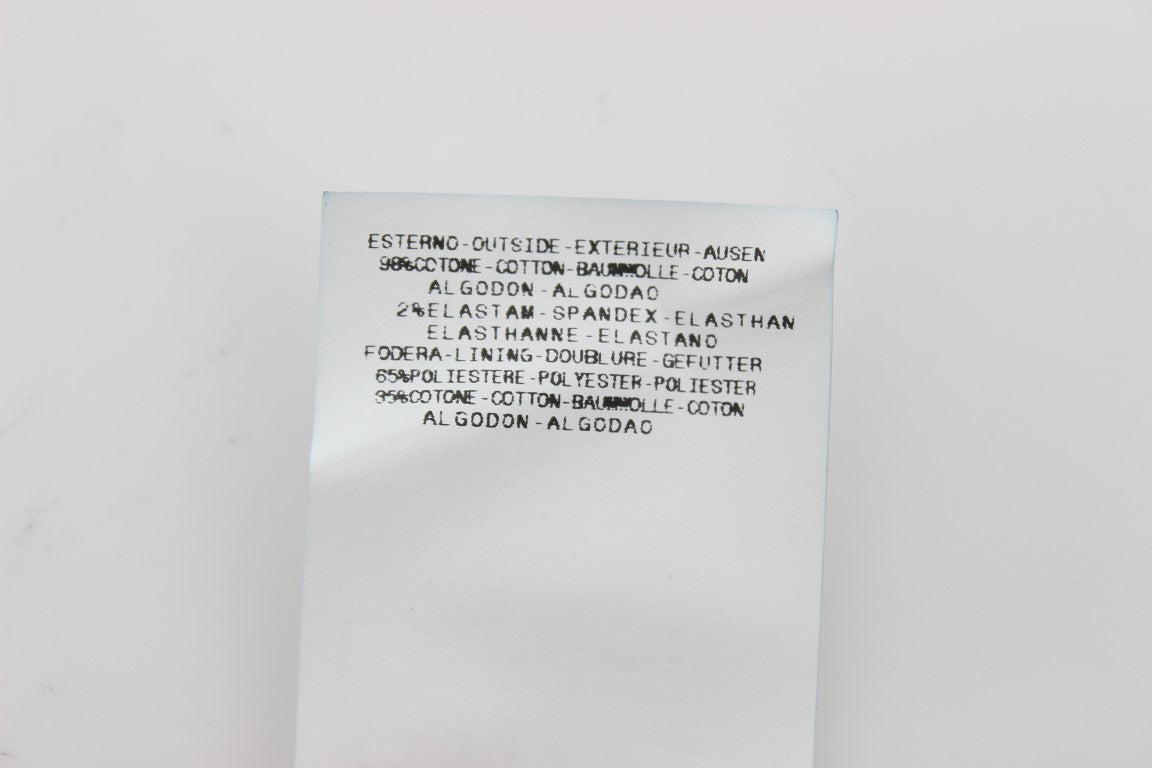 ESTERNO-OUTSIDE-EXTERIEUR-AUSEN
98%COTONE-COTTON-BAUMWOLLE-COTON
ALGODON-ALGODAO
2%ELASTAM-SPANDEX-ELASTHAN
ELASTHANNE-ELASTANO
FODERA-LINING-DOUBLURE-GEFUTTER
65%POLIESTERE-POLYESTER-POLIESTER
35%COTONE-COTTON-BAUMWOLLE-COTON
ALGODON-ALGODAO